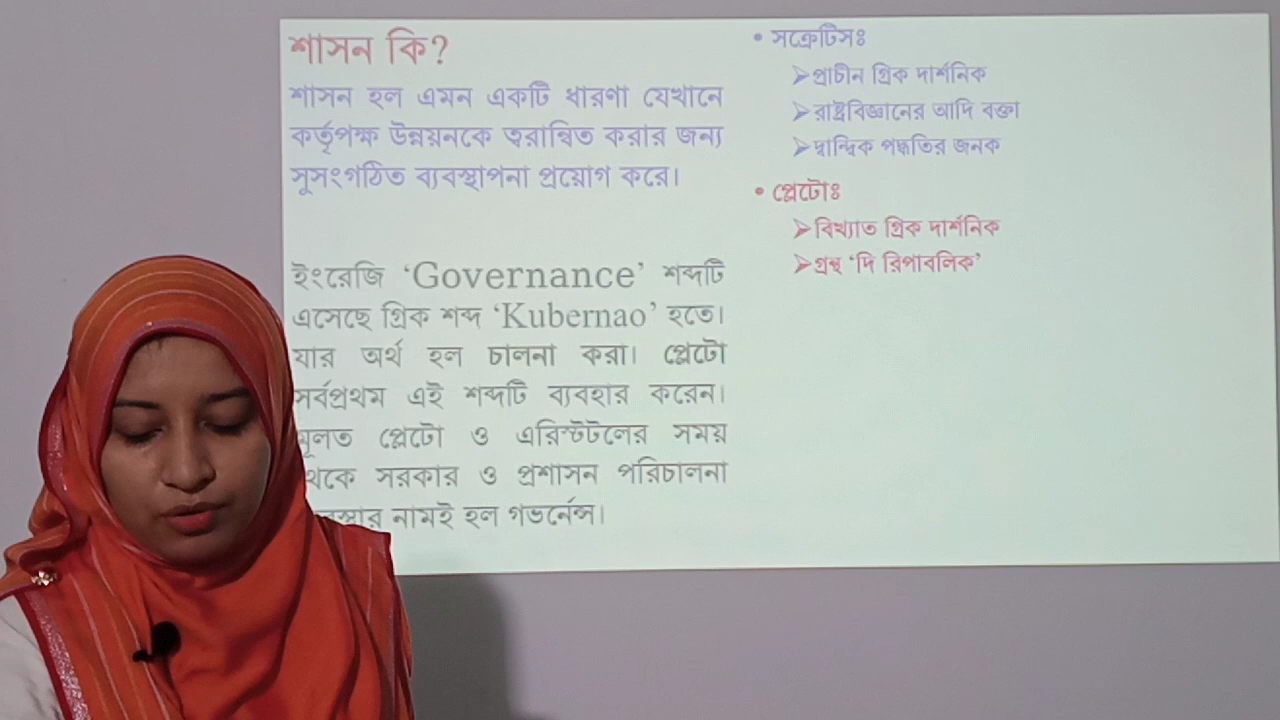 শাসন কি?
শাসন হল এমন একটি ধারণা যেখানে
কর্তৃপক্ষ উন্নয়নকে ত্বরান্বিত করার জন্য
সুসংগঠিত ব্যবস্থাপনা প্রয়োগ করে।
ইংরেজি ‘Governance’ শব্দটি
এসেছে গ্রিক শব্দ ‘Kubernao’ হতে।
যার অর্থ হল চালনা করা। প্লেটো
সর্বপ্রথম এই শব্দটি ব্যবহার করেন।
মূলত প্লেটো ও এরিস্টটলের সময়
থেকে সরকার ও প্রশাসন পরিচালনা
নামই হল গভর্নেন্স।
• সক্রেটিসঃ
➢প্রাচীন গ্রিক দার্শনিক
➢রাষ্ট্রবিজ্ঞানের আদি বক্তা
➢দ্বান্দ্বিক পদ্ধতির জনক
• প্লেটোঃ
➢বিখ্যাত গ্রিক দার্শনিক
➢গ্রন্থ ‘দি রিপাবলিক’